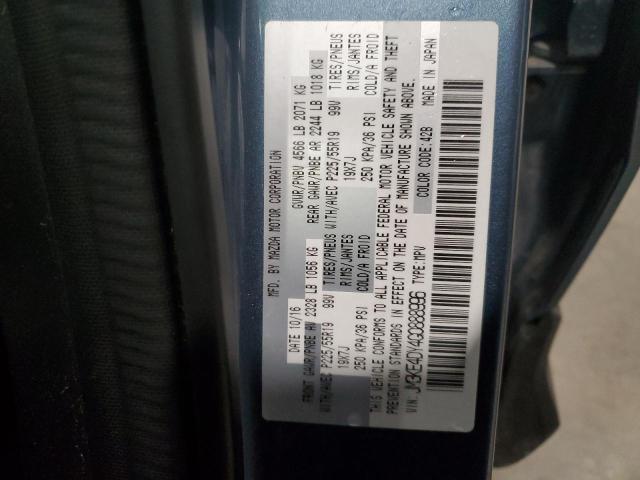 MFD. BY MAZDA MOTOR CORPORATION
DATE 10/16 GVWR/PNBV 4566 LB 2071 KG
FRONT GAWR/PNBE AV 2328 LB 1056 KG REAR GAWR/PNBE AR 2244 LB 1018 KG
WITH/AVEC P225/55R19 99V TIRES/PNEUS WITH/AVEC P225/55R19 99V TIRES/PNEUS
19X7J RIMS/JANTES 19X7J RIMS/JANTES
250 KPA/36 PSI COLD/A FROID 250 KPA/36 PSI COLD/A FROID
THIS VEHICLE CONFORMS TO ALL APPLICABLE FEDERAL MOTOR VEHICLE SAFETY AND THEFT
PREVENTION STANDARDS IN EFFECT ON THE DATE OF MANUFACTURE SHOWN ABOVE.
COLOR CODE: 42B MADE IN JAPAN
VIN: TYPE: MPV